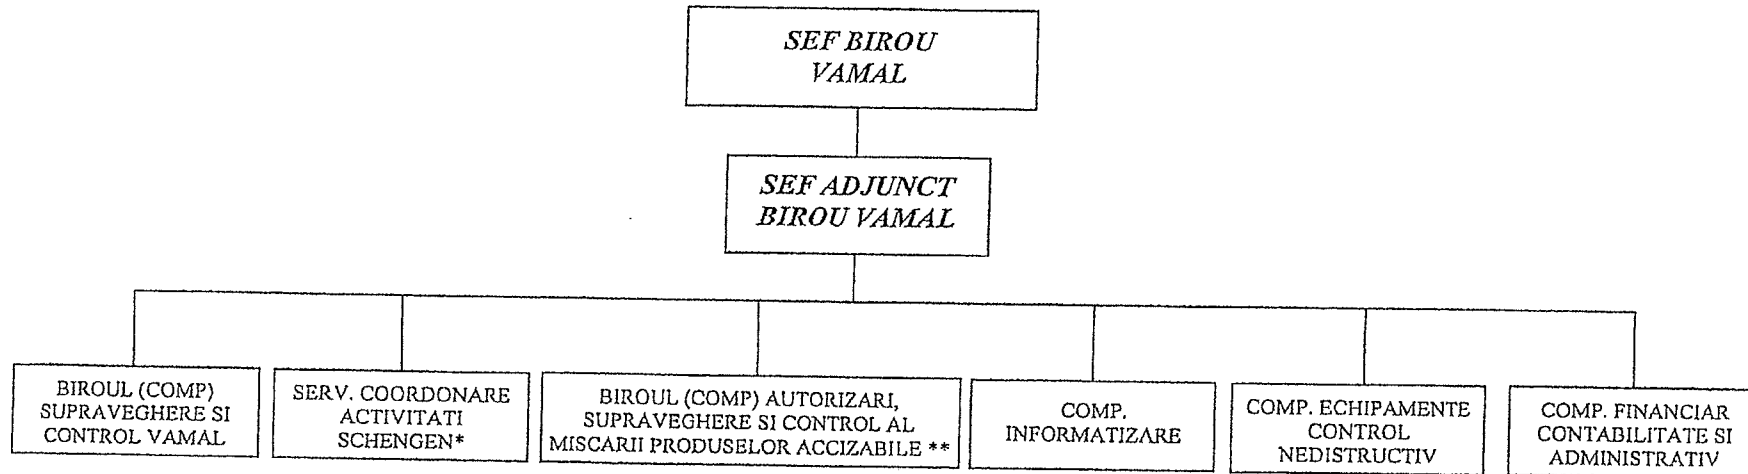 SEF BIROU
VAMAL
SEF ADJUNCT
BIROU VAMAL
BIROUL (COMP)
SUPRAVEGHERE SI
CONTROL VAMAL
SERV. COORDONARE
ACTIVITATI
SCHENGEN*
BIROUL (COMP) AUTORIZARI,
SUPRAVEGHERE SI CONTROL AL
MISCARII PRODUSELOR ACCIZABILE **
COMP.
INFORMATIZARE
COMP. ECHIPAMENTE
CONTROL
NEDISTRUCTIV
COMP. FINANCIAR
CONTABILITATE SI
ADMINISTRATIV